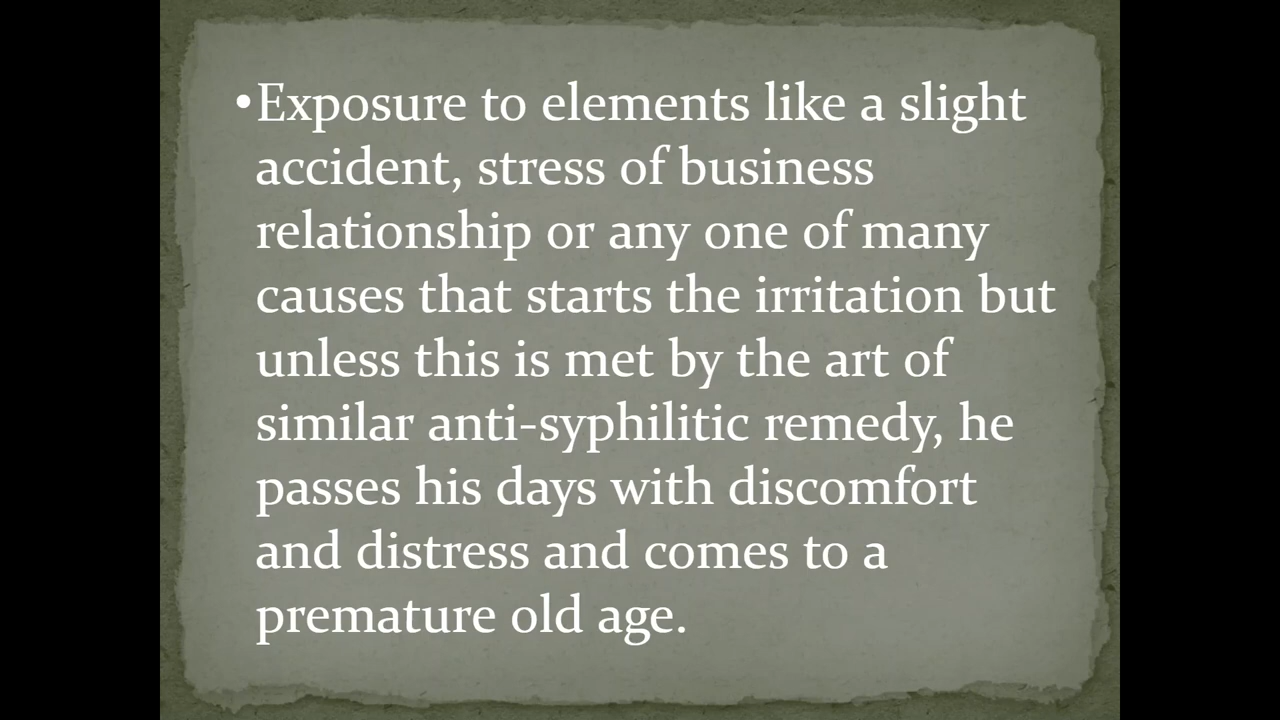 •Exposure to elements like a slight
accident, stress of business
relationship or any one of many
causes that starts the irritation but
unless this is met by the art of
similar anti-syphilitic remedy, he
passes his days with discomfort
and distress and comes to a
premature old age.